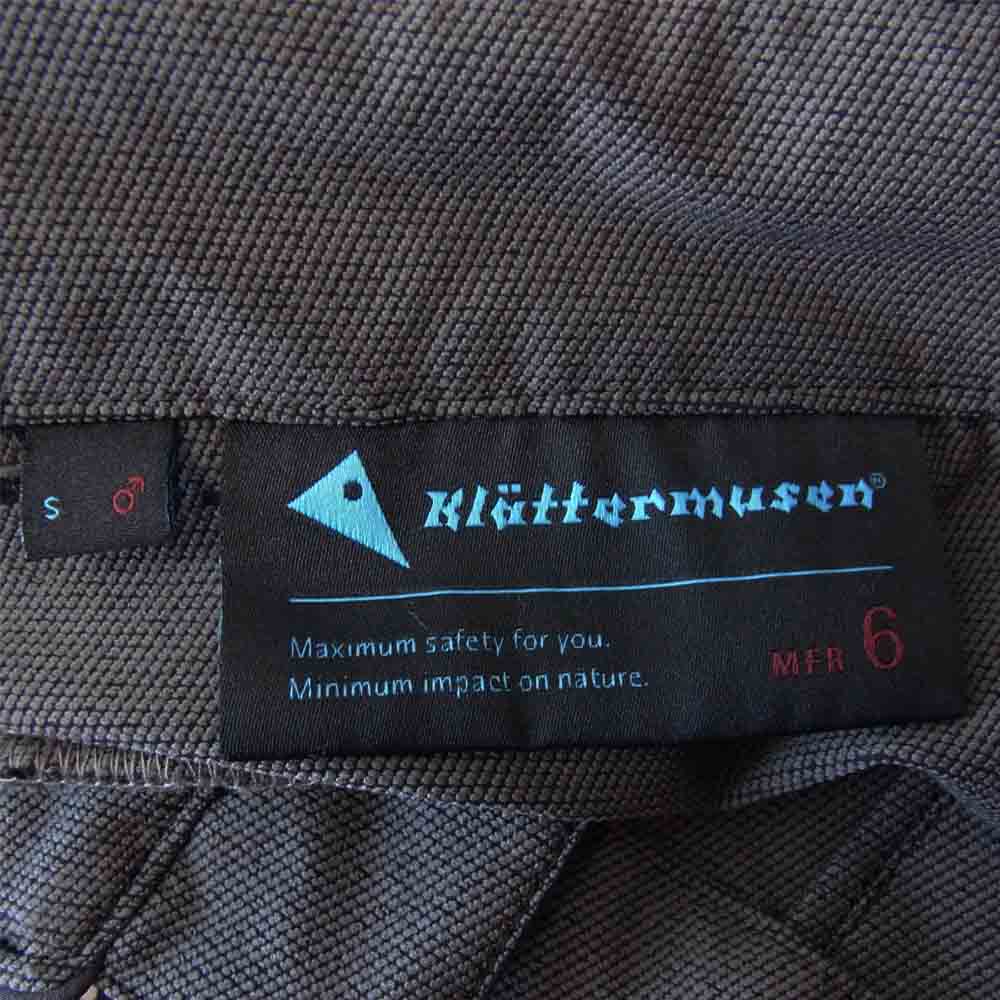 S ♂
Klättermusen®
Maximum safety for you.
Minimum impact on nature.
MFR 6